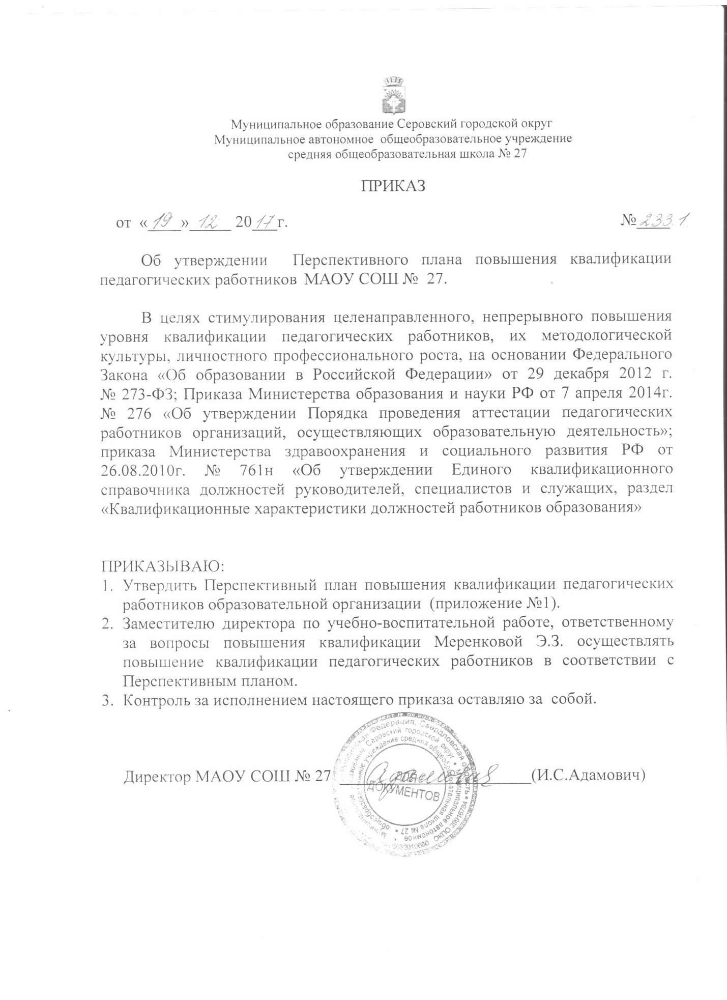 Муниципальное образование Серовский городской округ
Муниципальное автономное общеобразовательное учреждение
средняя общеобразовательная школа № 27
ПРИКАЗ
от «19» 12 2017 г. № 233.1
Об утверждении Перспективного плана повышения квалификации
педагогических работников МАОУ СОШ № 27.
В целях стимулирования целенаправленного, непрерывного повышения
уровня квалификации педагогических работников, их методологической
культуры, личностного профессионального роста, на основании Федерального
Закона «Об образовании в Российской Федерации» от 29 декабря 2012 г.
№ 273-ФЗ; Приказа Министерства образования и науки РФ от 7 апреля 2014г.
№ 276 «Об утверждении Порядка проведения аттестации педагогических
работников организаций, осуществляющих образовательную деятельность»;
приказа Министерства здравоохранения и социального развития РФ от
26.08.2010г. № 761н «Об утверждении Единого квалификационного
справочника должностей руководителей, специалистов и служащих, раздел
«Квалификационные характеристики должностей работников образования»
ПРИКАЗЫВАЮ:
1. Утвердить Перспективный план повышения квалификации педагогических
работников образовательной организации (приложение №1).
2. Заместителю директора по учебно-воспитательной работе, ответственному
за вопросы повышения квалификации Меренковой Э.З. осуществлять
повышение квалификации педагогических работников в соответствии с
Перспективным планом.
3. Контроль за исполнением настоящего приказа оставляю за собой.
Директор МАОУ СОШ № 27 (И.С.Адамович)
Федерация, Свердловская область * ОКПО 39916784
Серовский городской округ * муниципальное автономное
учреждение средняя общеобразовательная школа № 27 *
ДЛЯ
ДОКУМЕНТОВ